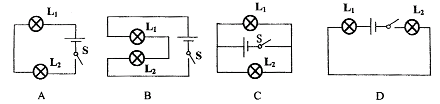 L₁ L₁ L₁ L₁ L₂
S S S
L₂ L₂ L₂
A B C D